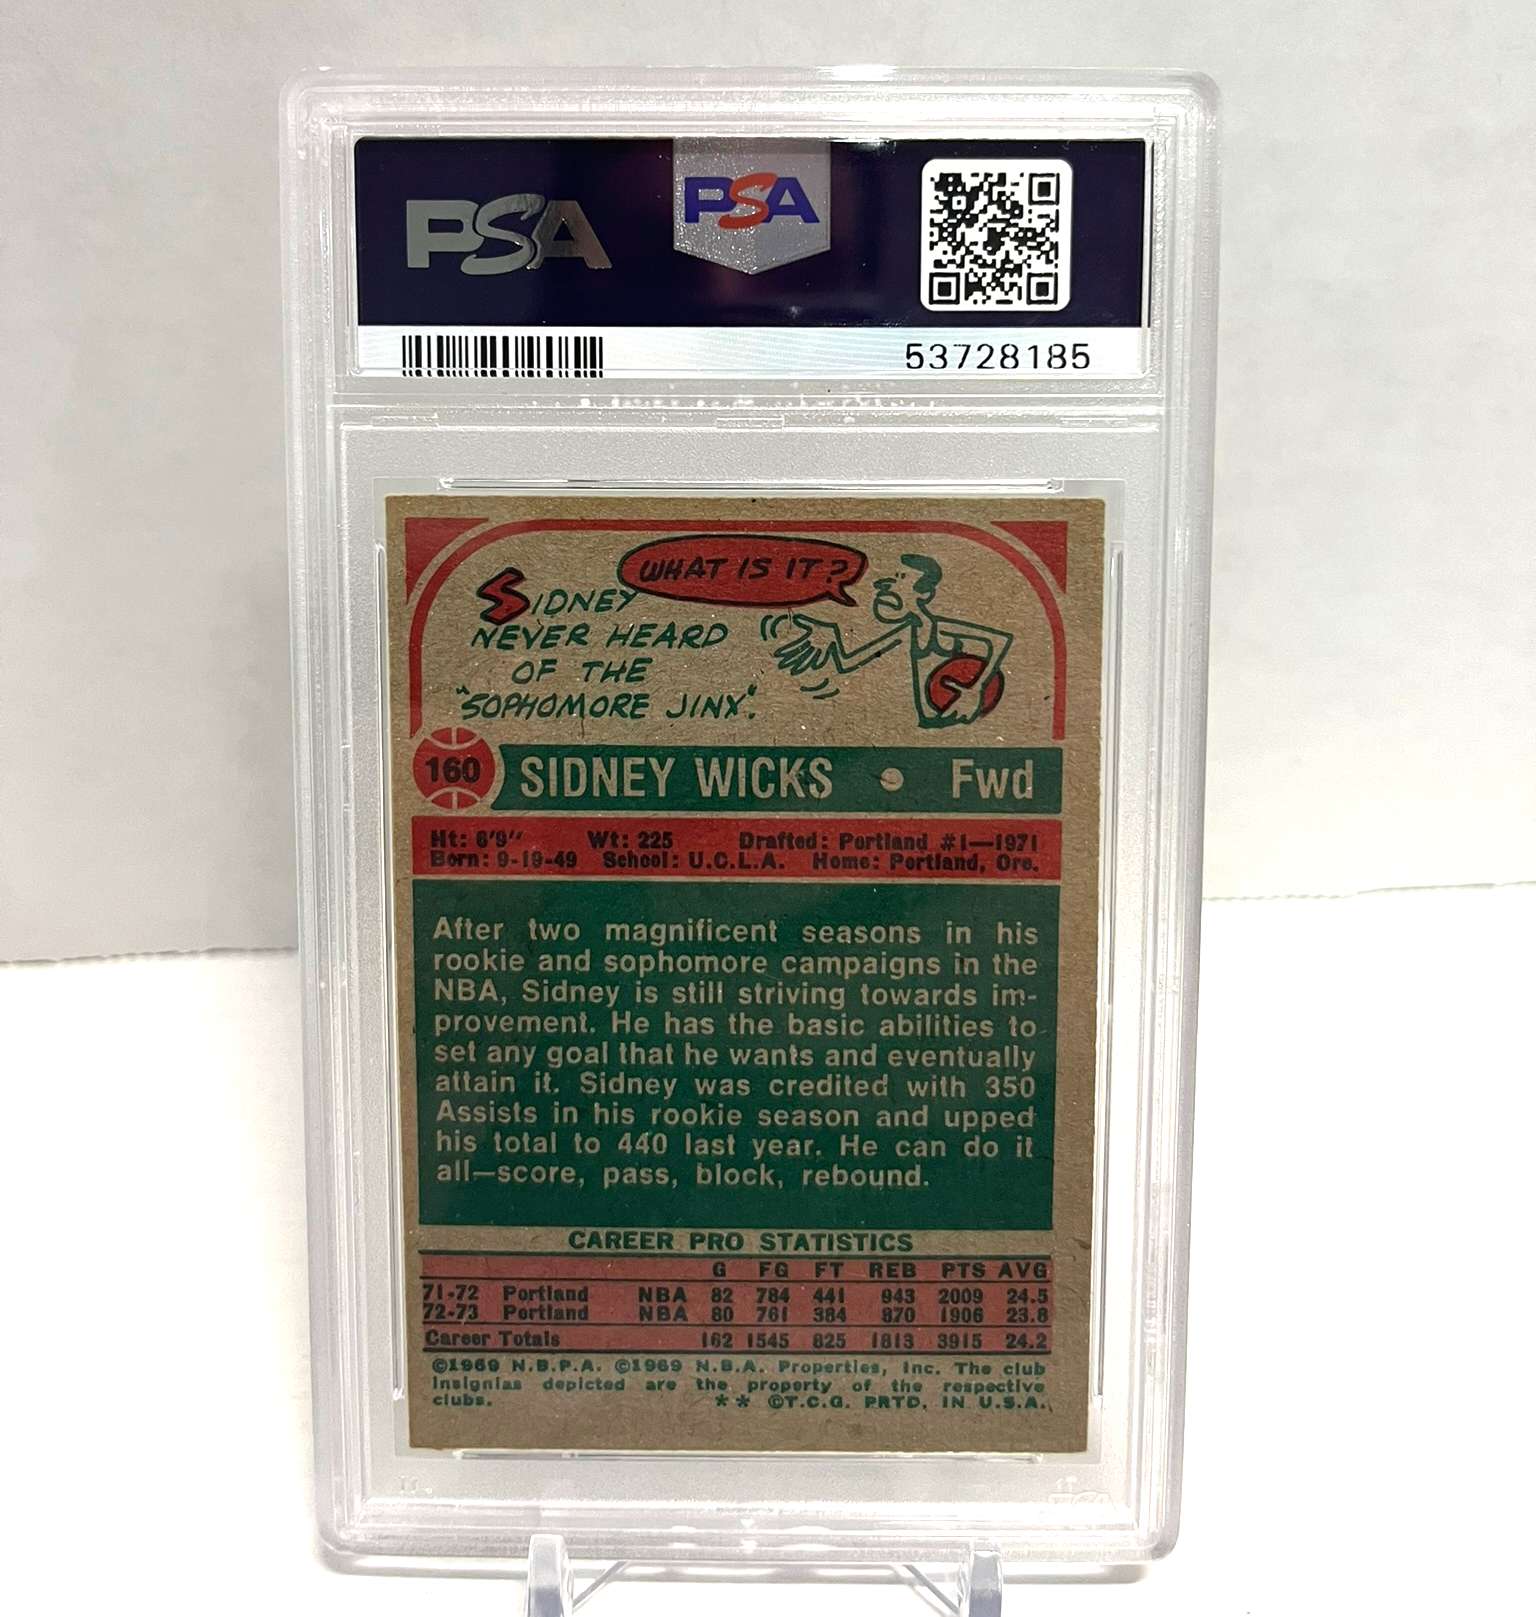 PSA
PSA
53728185
WHAT IS IT?
SIDNEY
NEVER HEARD
OF THE
"SOPHOMORE JINX".
160 SIDNEY WICKS • Fwd
Ht: 6'9" Wt: 225 Drafted: Portland #1—1971
Born: 9-19-49 School: U.C.L.A. Home: Portland, Ore.
After two magnificent seasons in his
rookie and sophomore campaigns in the
NBA, Sidney is still striving towards im-
provement. He has the basic abilities to
set any goal that he wants and eventually
attain it. Sidney was credited with 350
Assists in his rookie season and upped
his total to 440 last year. He can do it
all—score, pass, block, rebound.
CAREER PRO STATISTICS
G FG FT REB PTS AVG
71-72 Portland NBA 82 784 441 943 2009 24.5
72-73 Portland NBA 80 761 384 870 1906 23.8
Career Totals 162 1545 825 1813 3915 24.2
©1969 N.B.P.A. ©1969 N.B.A. Properties, Inc. The club
insignias depicted are the property of the respective
clubs. ** ©T.C.G. PRTD. IN U.S.A.